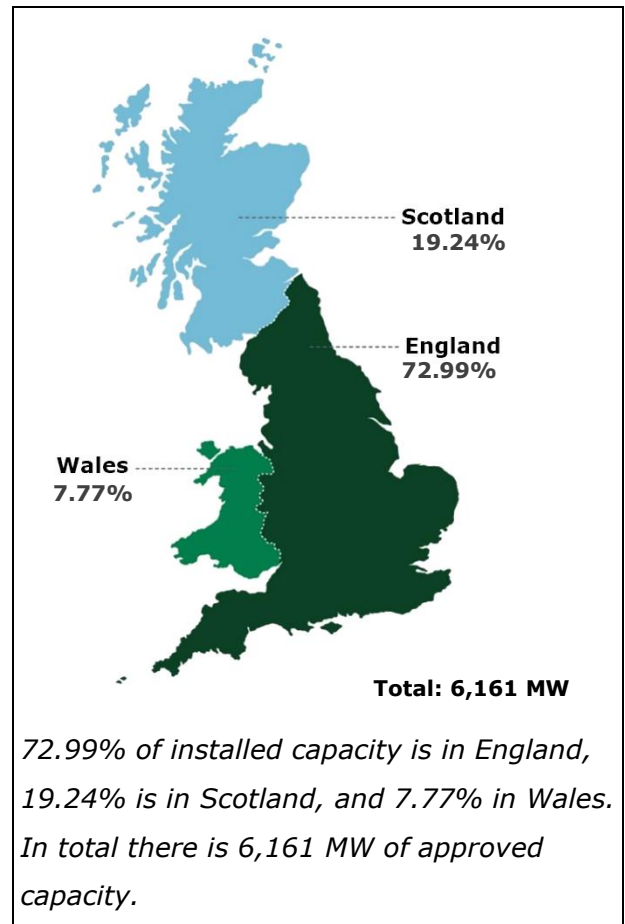 Scotland
19.24%
England
72.99%
Wales
7.77%
Total: 6,161 MW
72.99% of installed capacity is in England,
19.24% is in Scotland, and 7.77% in Wales.
In total there is 6,161 MW of approved
capacity.